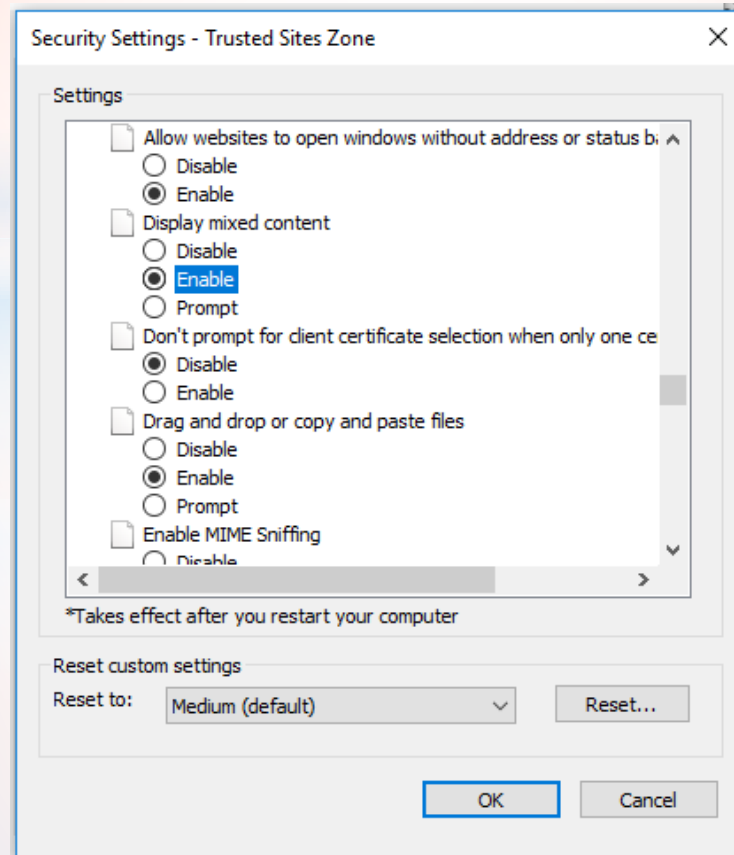 Security Settings - Trusted Sites Zone
Settings
Allow websites to open windows without address or status
Disable
Enable
Display mixed content
Disable
Enable
Prompt
Don't prompt for client certificate selection when only one
Disable
Enable
Drag and drop or copy and paste files
Disable
Enable
Prompt
Enable MIME Sniffing
Disable
*Takes effect after you restart your computer
Reset custom settings
Reset to:
Medium (default)
Reset...
OK
Cancel